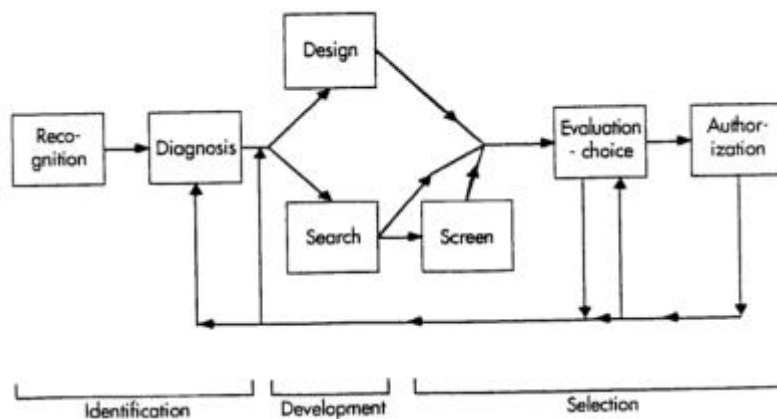 Design
Reco-
gnition
Diagnosis
Evaluation
- choice
Author-
ization
Search
Screen
Identification
Development
Selection